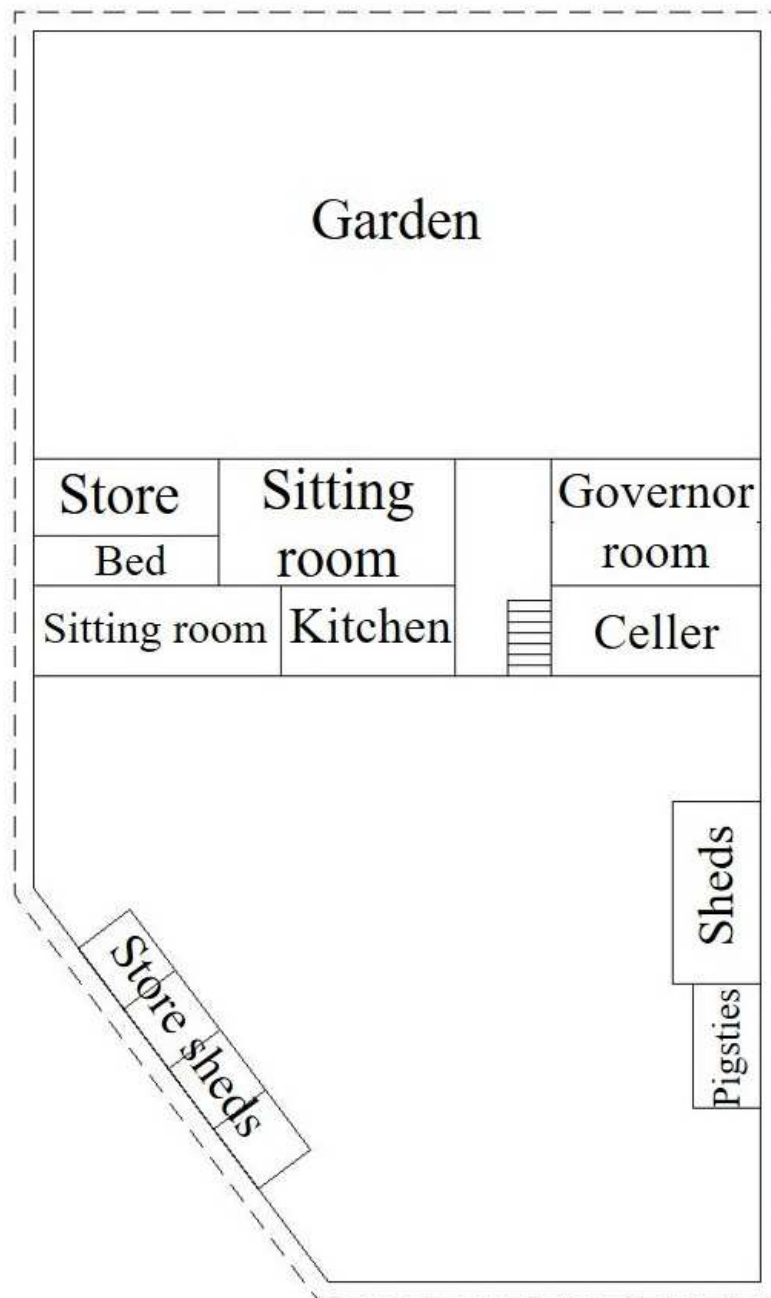 Garden
Store
Sitting
room
Governor
room
Bed
Sitting room
Kitchen
Celler
Sheds
Store sheds
Pigsties